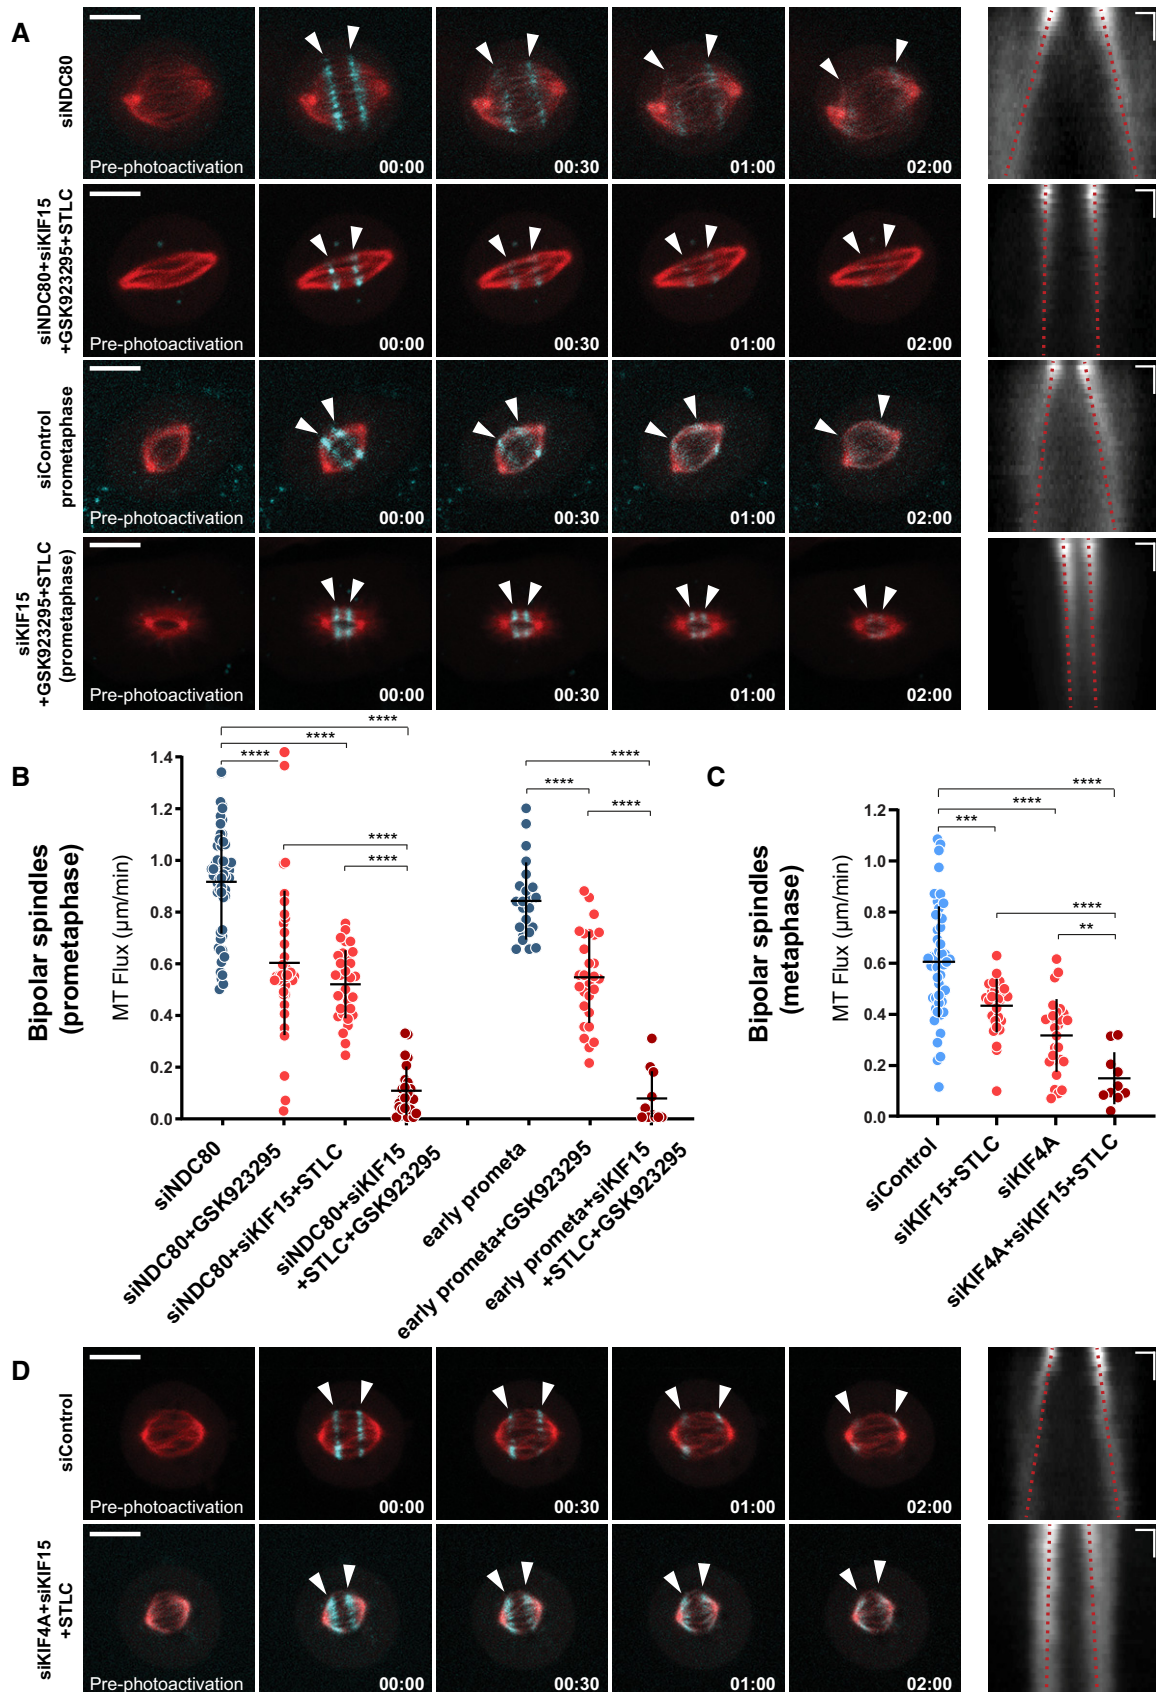 A
siNDC80
Pre-photoactivation
00:00
00:30
01:00
02:00
siNDC80+siKIF15
+GSK923295+STLC
Pre-photoactivation
00:00
00:30
01:00
02:00
siControl
prometaphase
Pre-photoactivation
00:00
00:30
01:00
02:00
siKIF15
+GSK923295+STLC
(prometaphase)
Pre-photoactivation
00:00
00:30
01:00
02:00
B
Bipolar spindles
(prometaphase)
MT Flux (µm/min)
1.4
1.2
1.0
0.8
0.6
0.4
0.2
0.0
****
****
****
****
****
****
****
****
siNDC80
siNDC80+GSK923295
siNDC80+siKIF15+STLC
siNDC80+siKIF15
+STLC+GSK923295
early prometa
early prometa+GSK923295
early prometa+siKIF15
+STLC+GSK923295
C
Bipolar spindles
(metaphase)
MT Flux (µm/min)
1.2
1.0
0.8
0.6
0.4
0.2
0.0
****
****
***
****
**
siControl
siKIF15+STLC
siKIF4A
siKIF4A+siKIF15+STLC
D
siControl
Pre-photoactivation
00:00
00:30
01:00
02:00
siKIF4A+siKIF15
+STLC
Pre-photoactivation
00:00
00:30
01:00
02:00